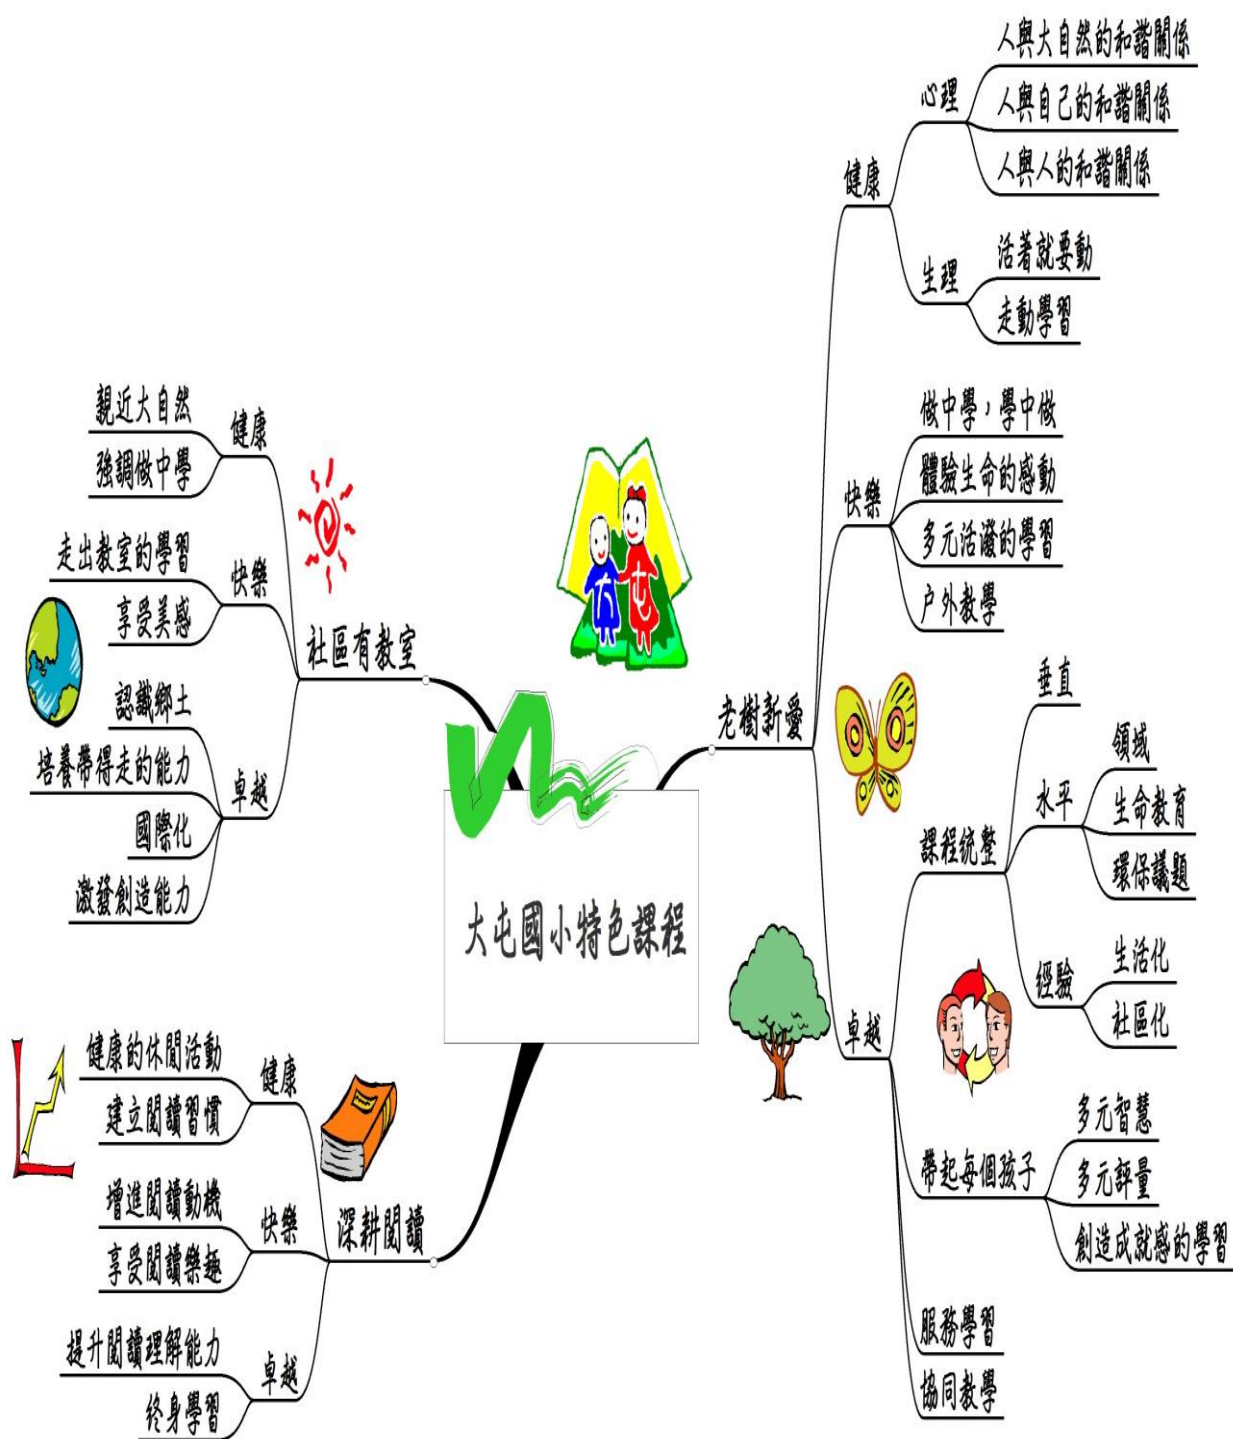 大屯國小特色課程
老樹新愛
健康
心理
人與大自然的和諧關係
人與自己的和諧關係
人與人的和諧關係
生理
活著就要動
走動學習
快樂
做中學,學中做
體驗生命的感動
多元活潑的學習
戶外教學
卓越
課程統整
垂直
水平
領域
生命教育
環保議題
經驗
生活化
社區化
帶起每個孩子
多元智慧
多元評量
創造成就感的學習
服務學習
協同教學
社區有教室
健康
親近大自然
強調做中學
快樂
走出教室的學習
享受美感
卓越
認識鄉土
培養帶得走的能力
國際化
激發創造能力
深耕閱讀
健康
健康的休閒活動
建立閱讀習慣
快樂
增進閱讀動機
享受閱讀樂趣
卓越
提升閱讀理解能力
終身學習
大屯